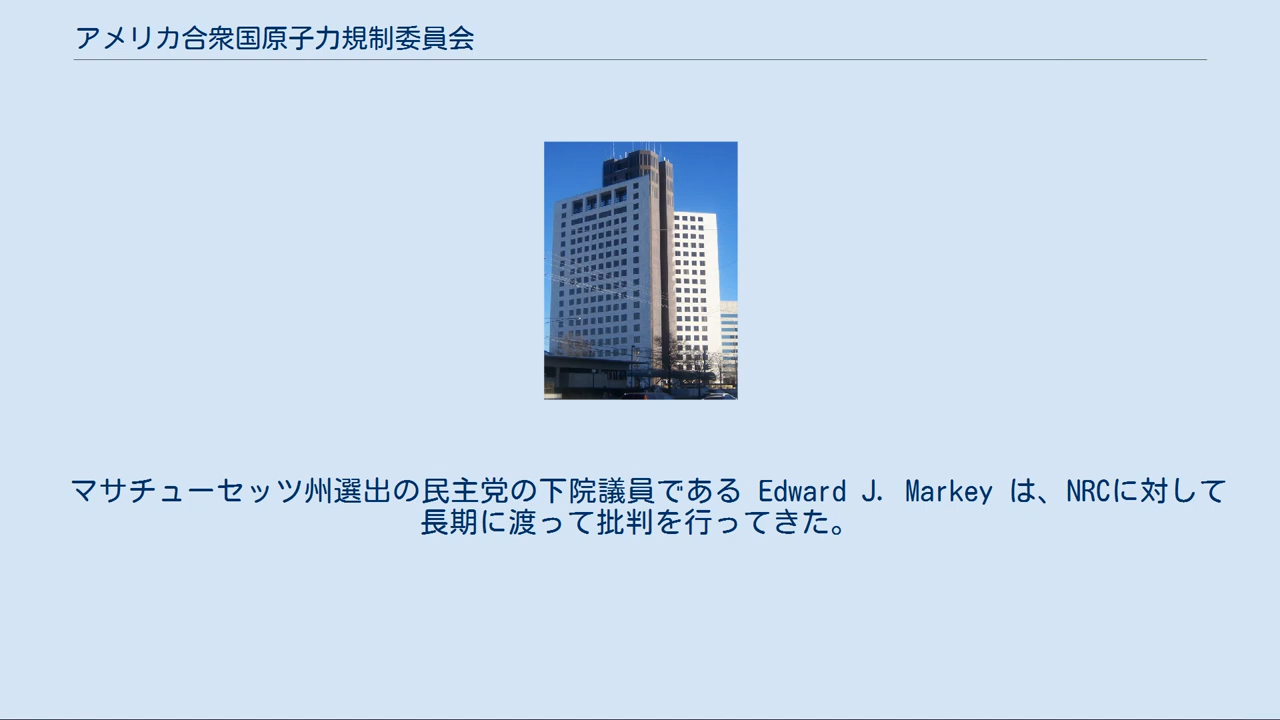 アメリカ合衆国原子力規制委員会
マサチューセッツ州選出の民主党の下院議員である Edward J. Markey は、NRCに対して
長期に渡って批判を行ってきた。